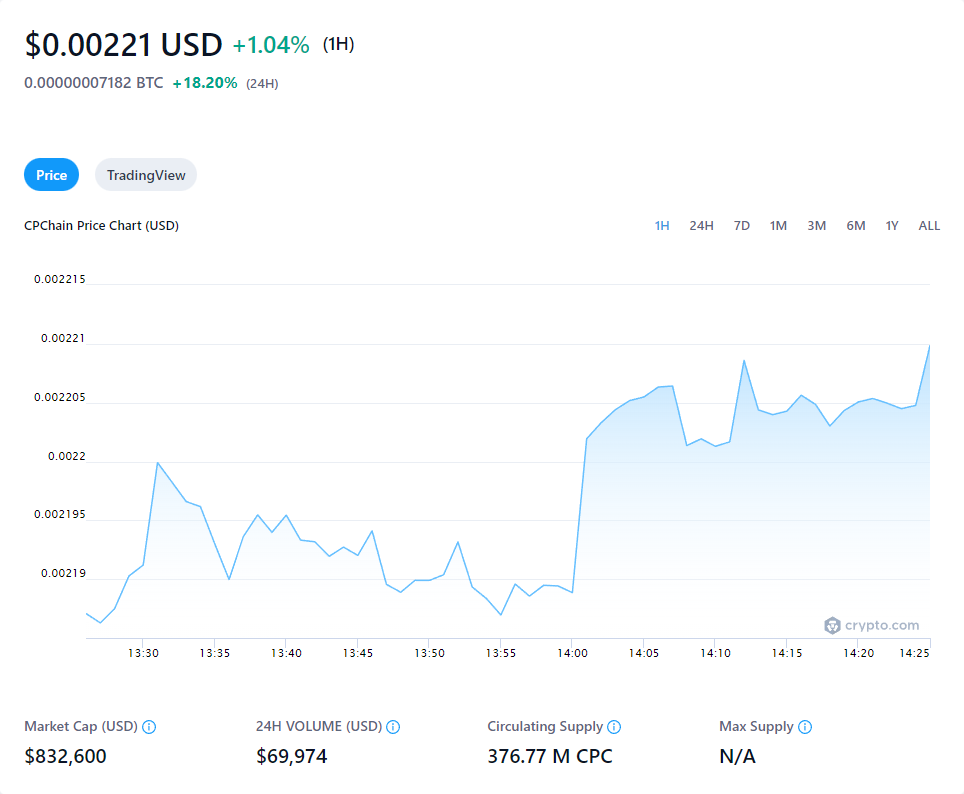 $0.00221 USD +1.04% (1H)
0.00000007182 BTC +18.20% (24H)
Price TradingView
CPChain Price Chart (USD) 1H 24H 7D 1M 3M 6M 1Y ALL
0.002215
0.00221
0.002205
0.0022
0.002195
0.00219
crypto.com
13:30 13:35 13:40 13:45 13:50 13:55 14:00 14:05 14:10 14:15 14:20 14:25
Market Cap (USD) 24H VOLUME (USD) Circulating Supply Max Supply
$832,600 $69,974 376.77 M CPC N/A